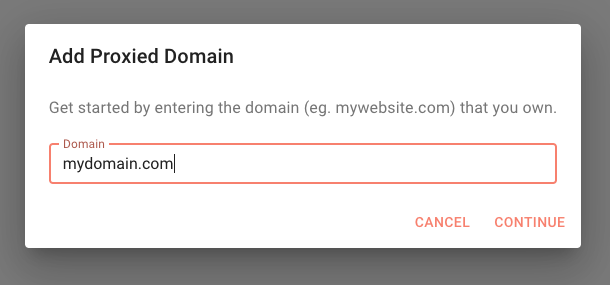 Add Proxied Domain
Get started by entering the domain (eg. mywebsite.com) that you own.
Domain
mydomain.com
CANCEL CONTINUE